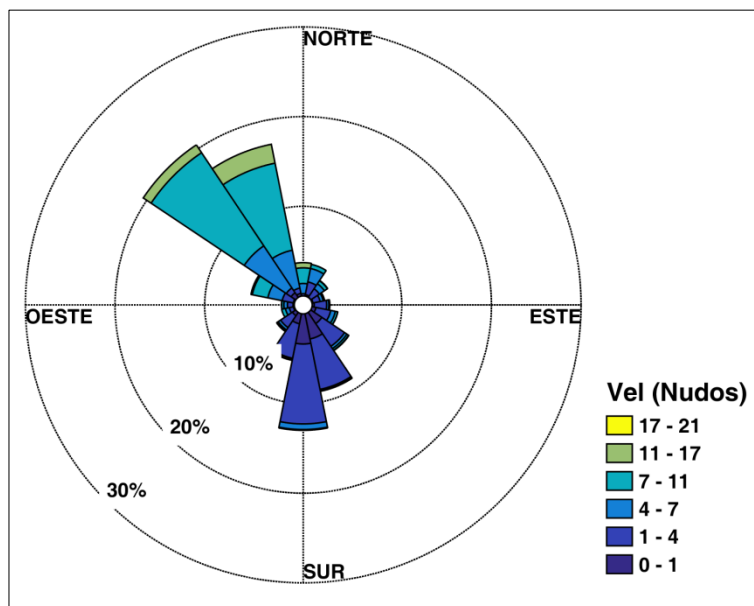 NORTE
OESTE
ESTE
10%
20%
30%
SUR
Vel (Nudos)
17 - 21
11 - 17
7 - 11
4 - 7
1 - 4
0 - 1